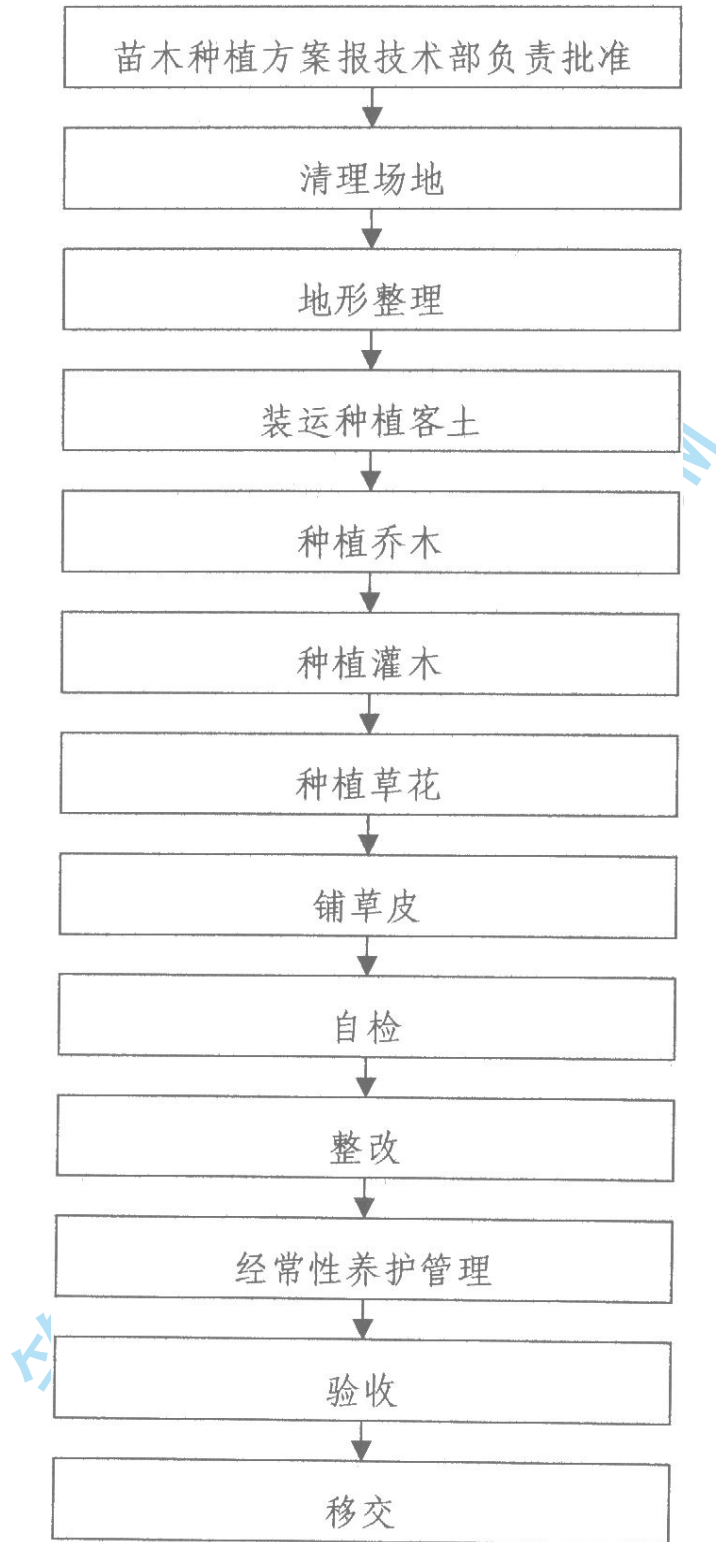 苗木种植方案报技术部负责批准
清理场地
地形整理
装运种植客土
种植乔木
种植灌木
种植草花
铺草皮
自检
整改
经常性养护管理
验收
移交